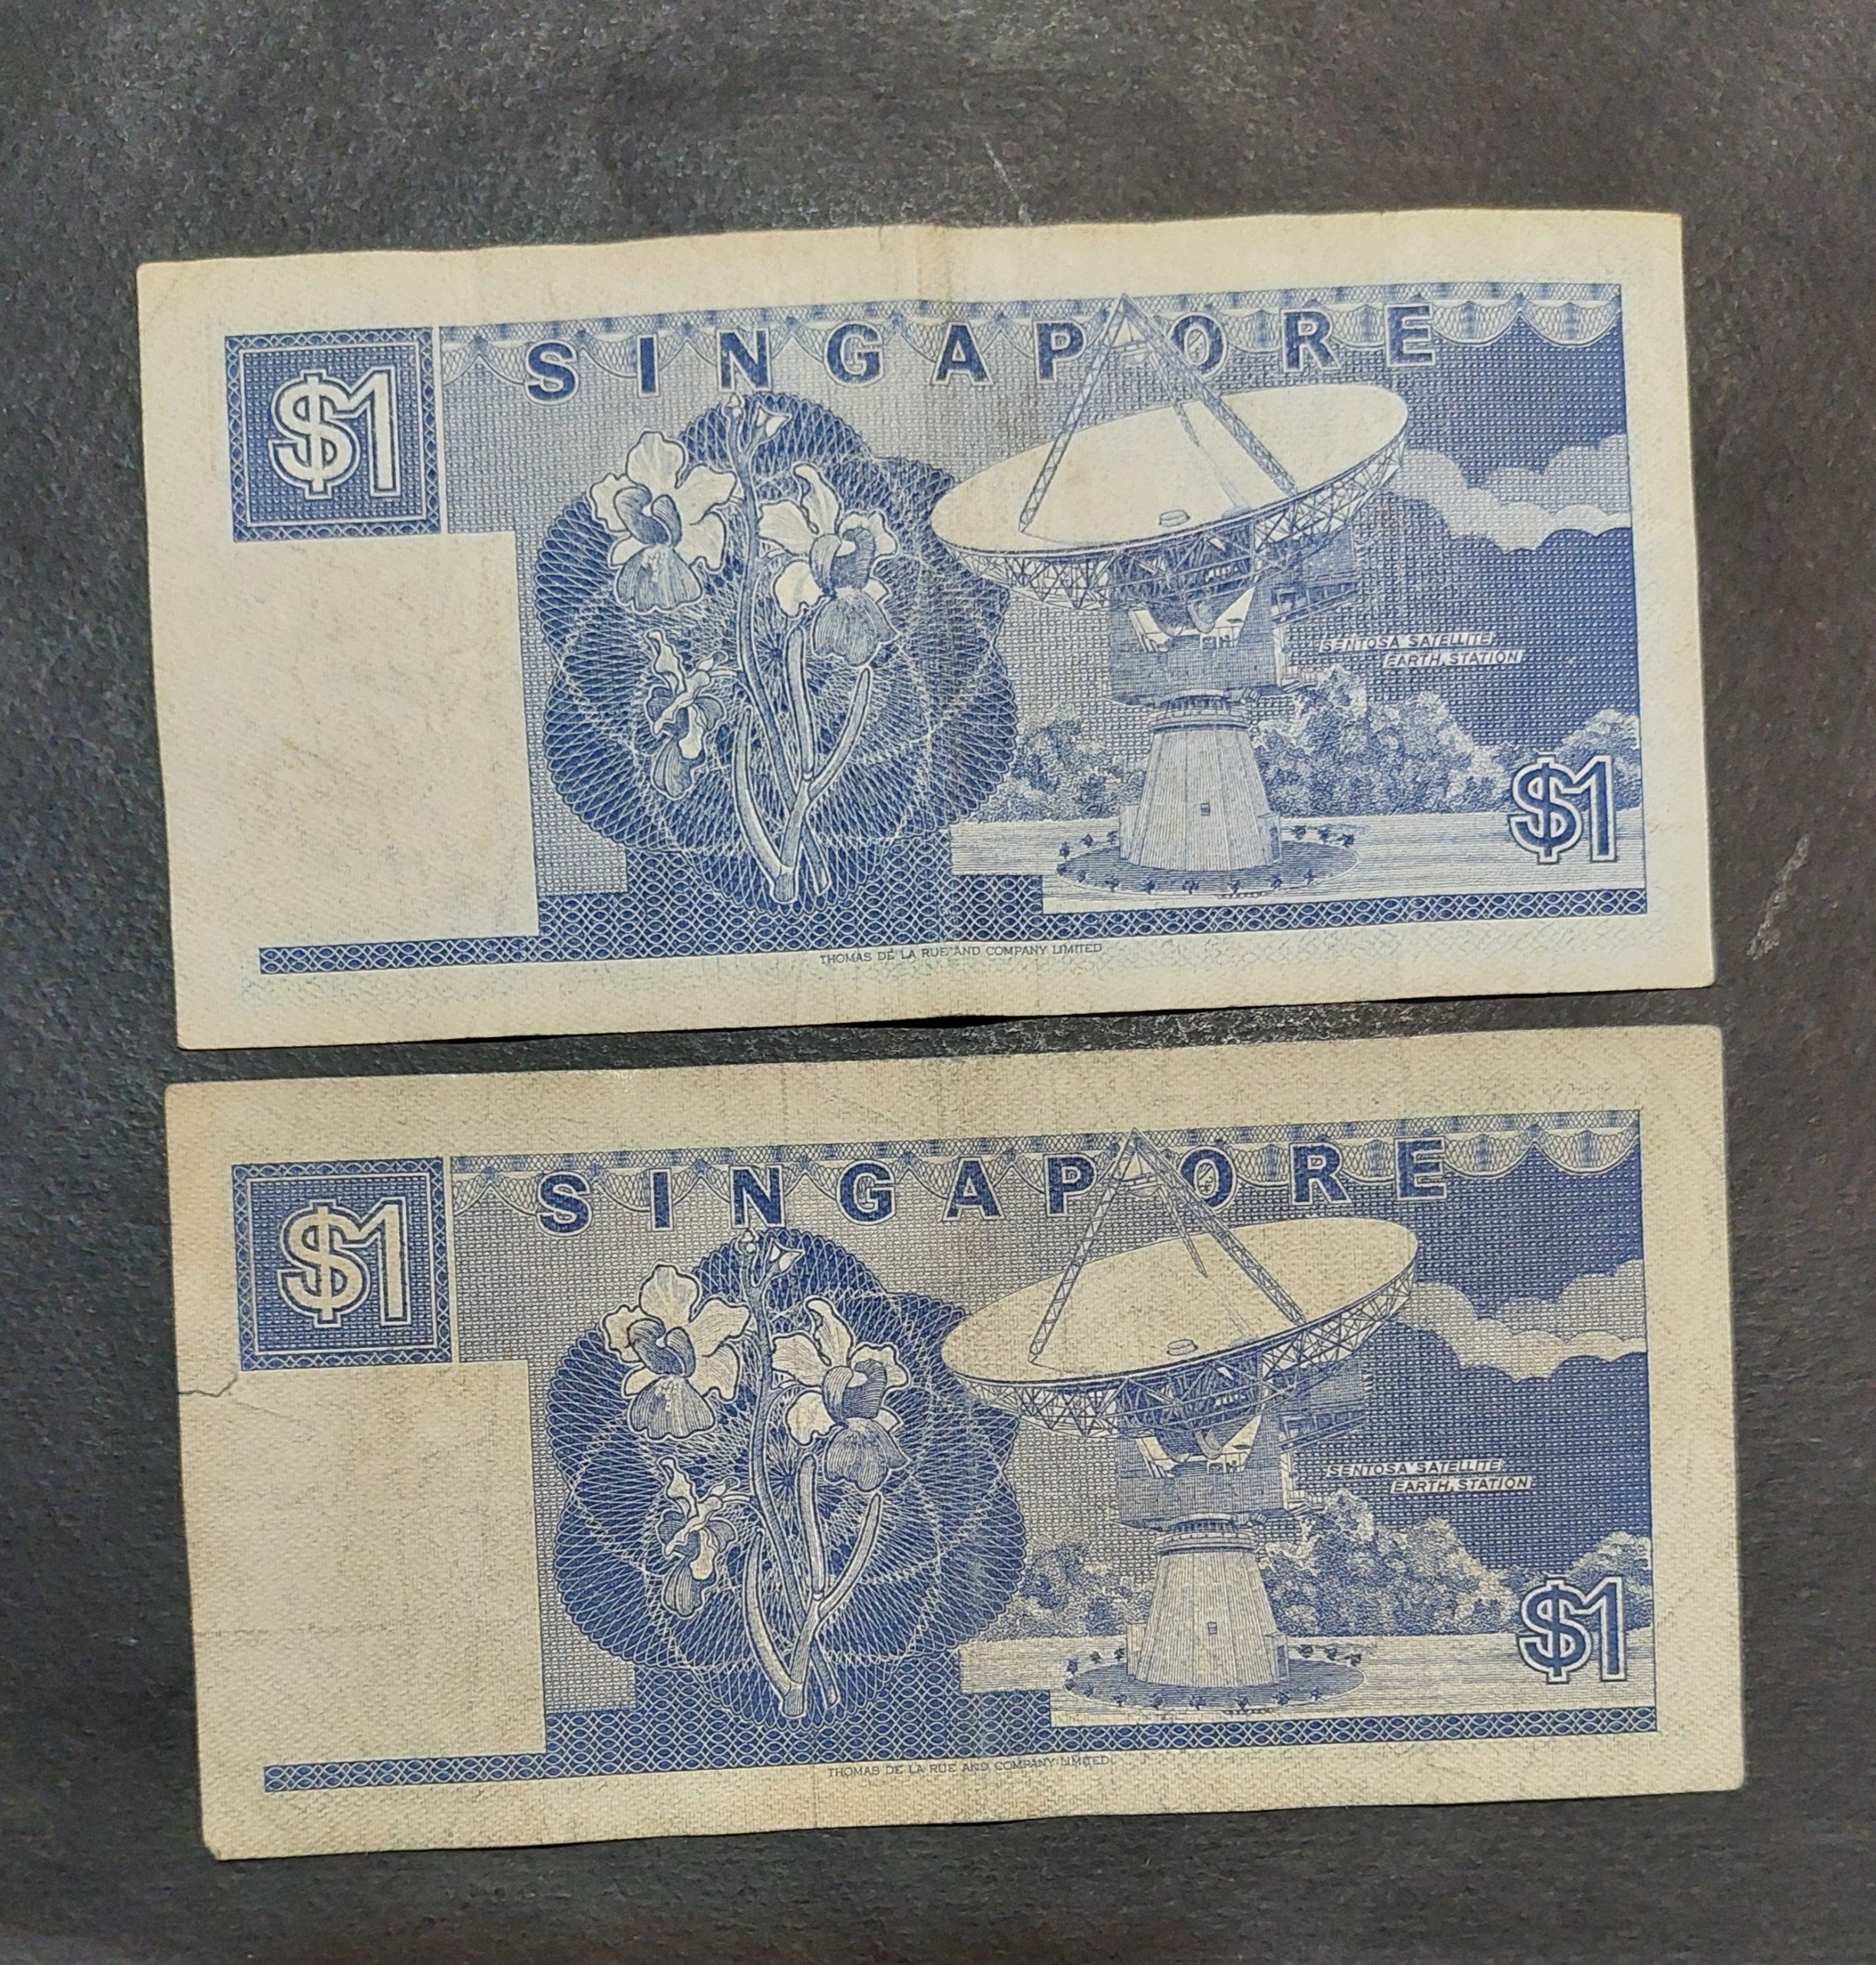 SINGAPORE
$1
SENTOSA SATELLITE
EARTH STATION
$1
THOMAS DE LA RUE AND COMPANY LIMITED
SINGAPORE
$1
SENTOSA SATELLITE
EARTH STATION
$1
THOMAS DE LA RUE AND COMPANY LIMITED